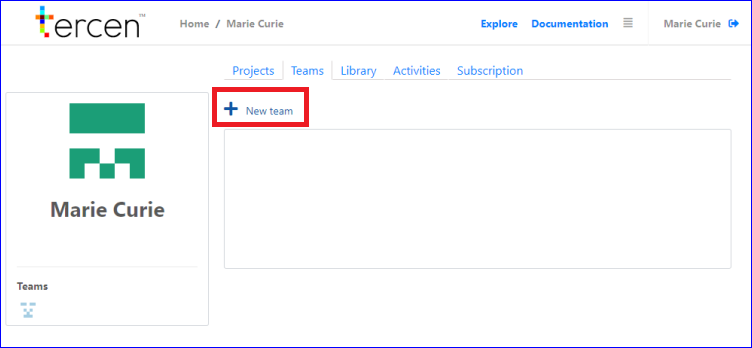 tercen™
Home / Marie Curie
Explore Documentation
Marie Curie
Projects Teams Library Activities Subscription
+ New team
Marie Curie
Teams